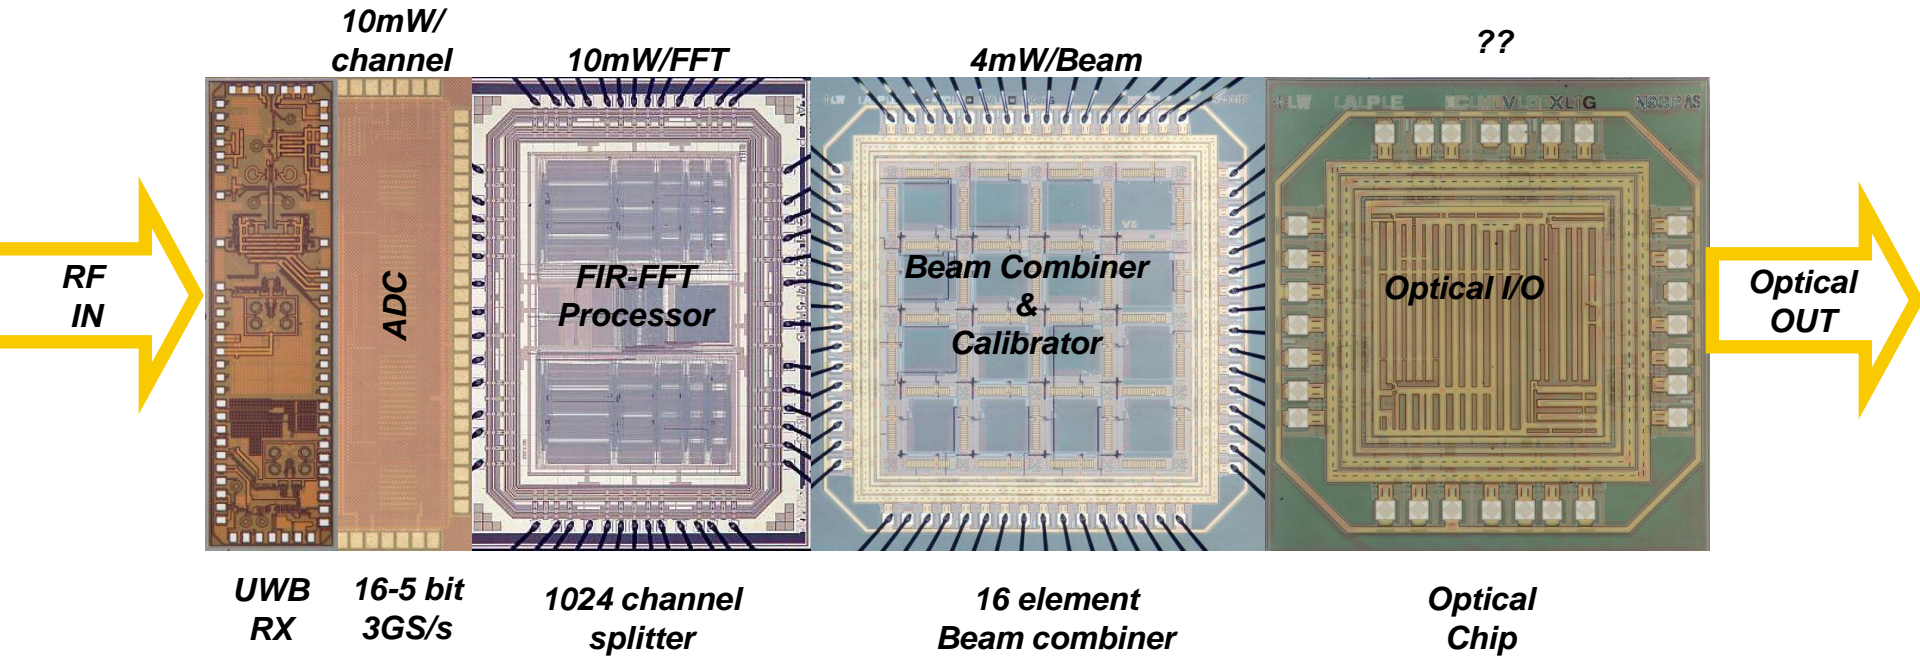 10mW/
channel
10mW/FFT
4mW/Beam
??
RF
IN
ADC
FIR-FFT
Processor
Beam Combiner
&
Calibrator
Optical I/O
Optical
OUT
UWB
RX
16-5 bit
3GS/s
1024 channel
splitter
16 element
Beam combiner
Optical
Chip